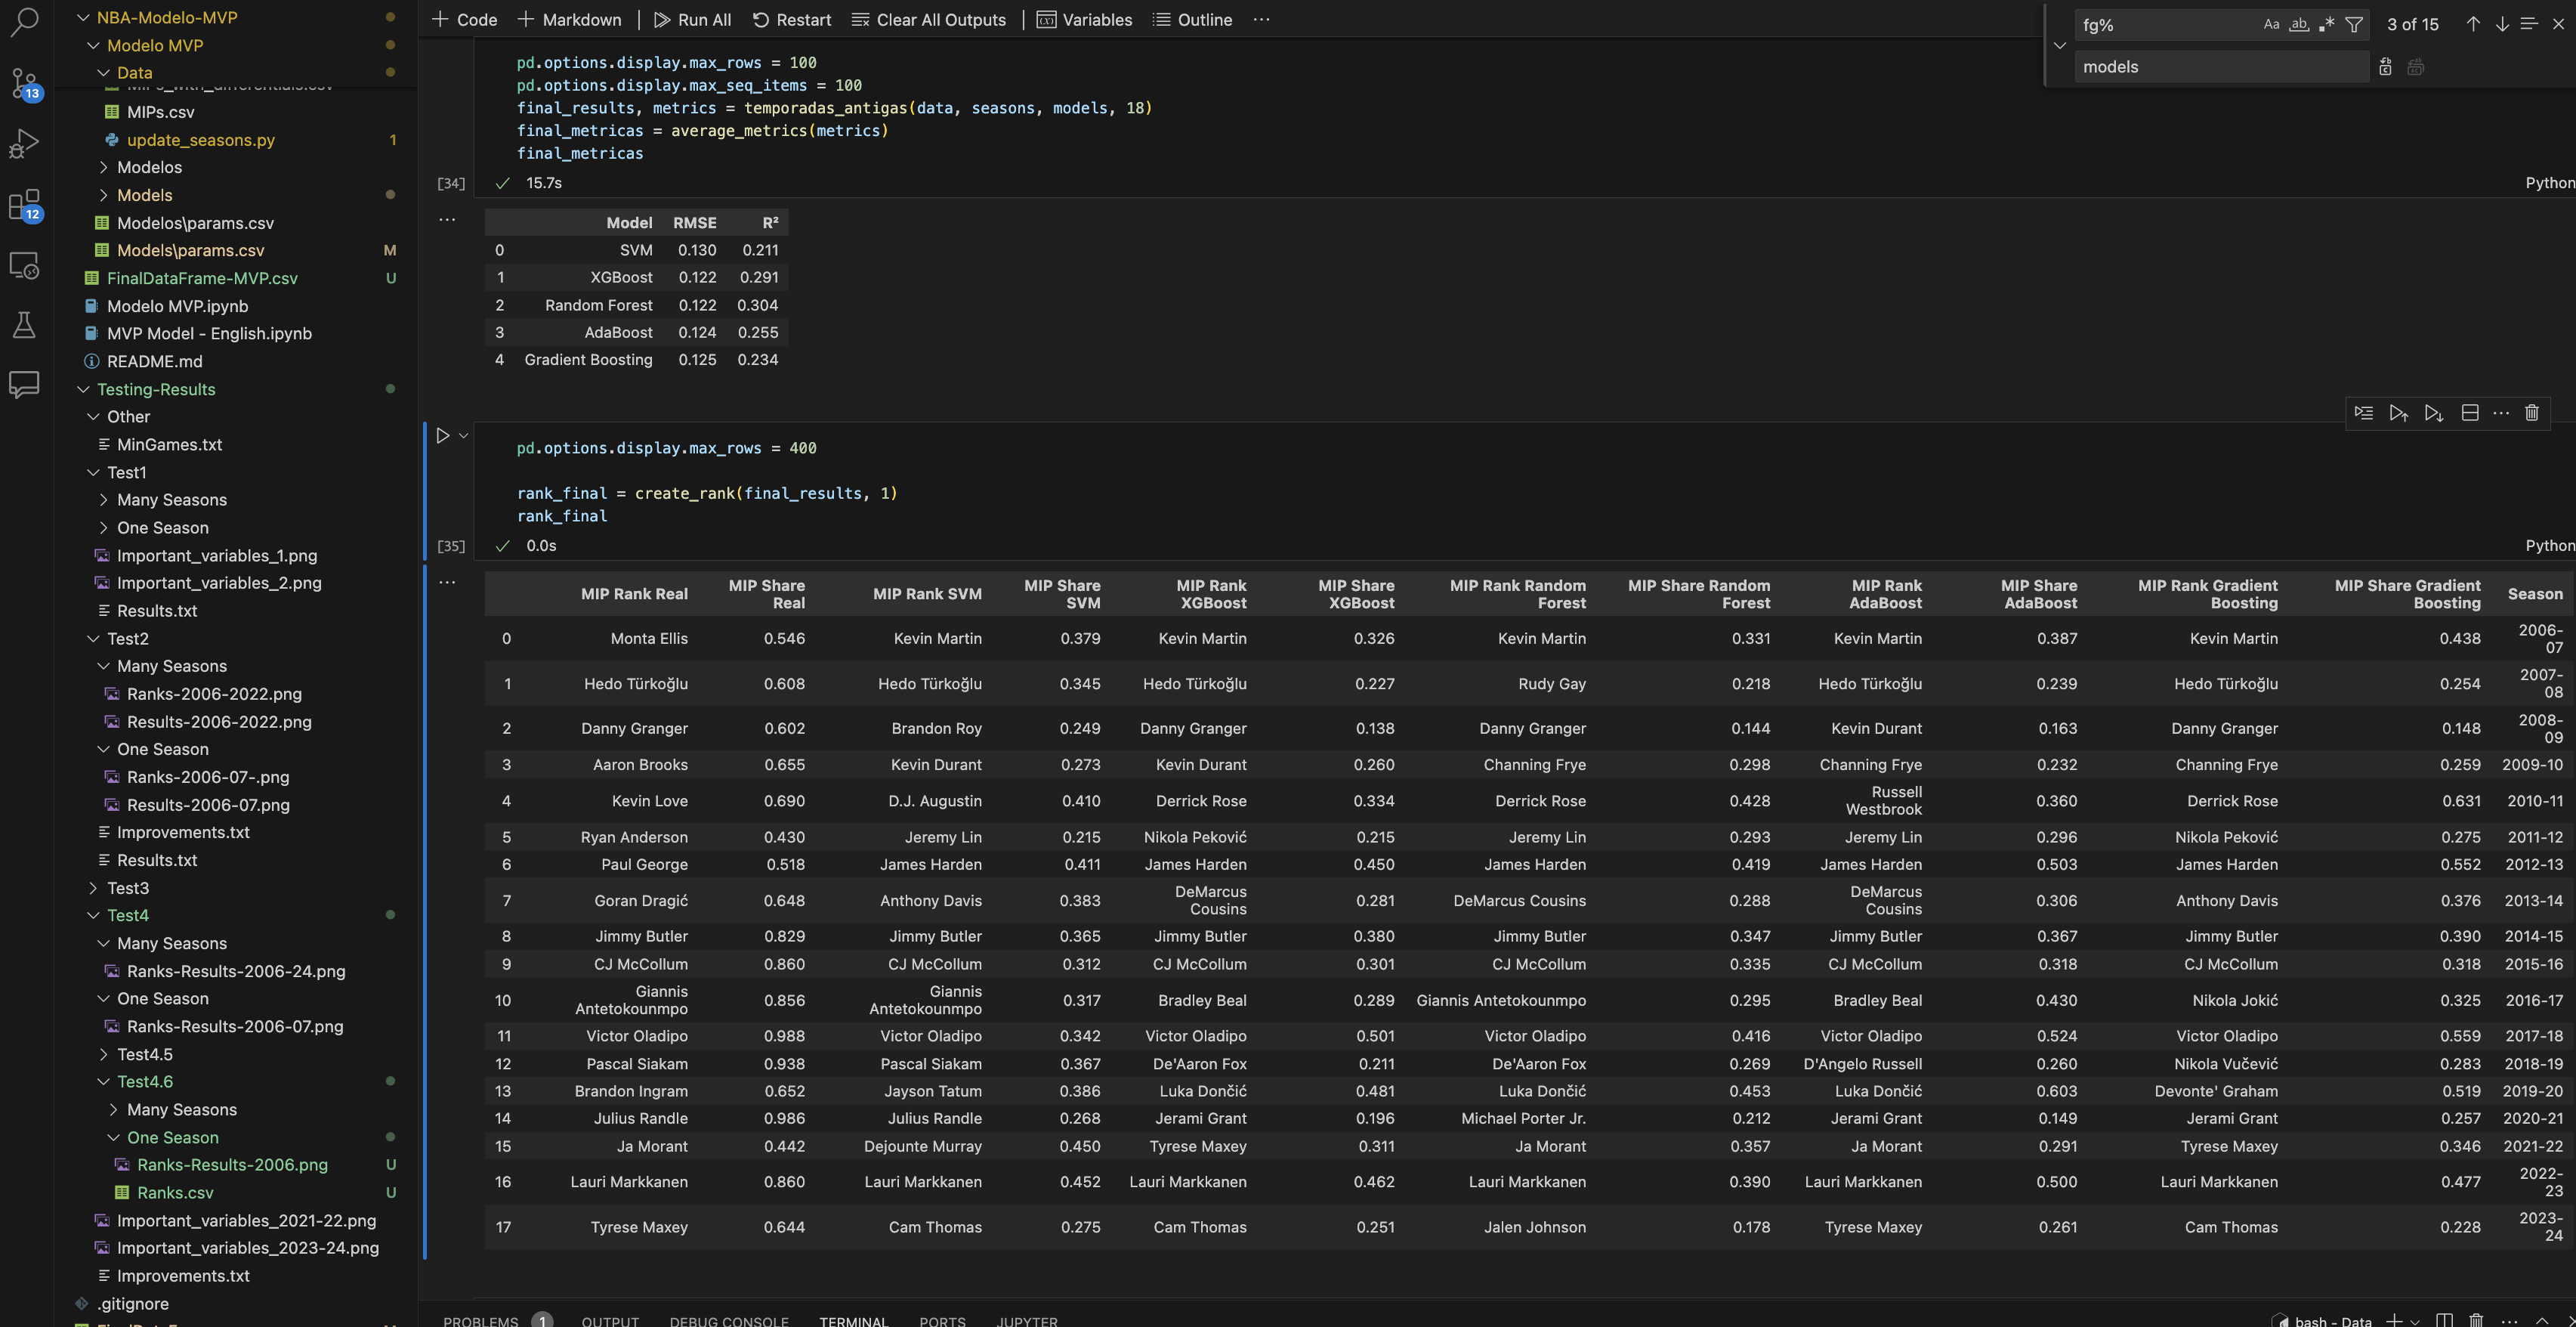 NBA-Modelo-MVP
Modelo MVP
Data
MIPs_with_differentials.csv
MIPs.csv
update_seasons.py 1
Modelos
Models
Modelos\params.csv
Models\params.csv M
FinalDataFrame-MVP.csv U
Modelo MVP.ipynb
MVP Model - English.ipynb
README.md
Testing-Results
Other
MinGames.txt
Test1
Many Seasons
One Season
Important_variables_1.png
Important_variables_2.png
Results.txt
Test2
Many Seasons
Ranks-2006-2022.png
Results-2006-2022.png
One Season
Ranks-2006-07-.png
Results-2006-07.png
Improvements.txt
Results.txt
Test3
Test4
Many Seasons
Ranks-Results-2006-24.png
One Season
Ranks-Results-2006-07.png
Test4.5
Test4.6
Many Seasons
One Season
Ranks-Results-2006.png U
Ranks.csv U
Important_variables_2021-22.png
Important_variables_2023-24.png
Improvements.txt
.gitignore
13
12
+ Code + Markdown Run All Restart Clear All Outputs Variables Outline ...
fg% Aa ab 3 of 15
models
pd.options.display.max_rows = 100
pd.options.display.max_seq_items = 100
final_results, metrics = temporadas_antigas(data, seasons, models, 18)
final_metricas = average_metrics(metrics)
final_metricas
[34] 15.7s Python
Model RMSE R²
0 SVM 0.130 0.211
1 XGBoost 0.122 0.291
2 Random Forest 0.122 0.304
3 AdaBoost 0.124 0.255
4 Gradient Boosting 0.125 0.234
pd.options.display.max_rows = 400
rank_final = create_rank(final_results, 1)
rank_final
[35] 0.0s Python
MIP Rank Real MIP Share Real MIP Rank SVM MIP Share SVM MIP Rank XGBoost MIP Share XGBoost MIP Rank Random Forest MIP Share Random Forest MIP Rank AdaBoost MIP Share AdaBoost MIP Rank Gradient Boosting MIP Share Gradient Boosting Season
0 Monta Ellis 0.546 Kevin Martin 0.379 Kevin Martin 0.326 Kevin Martin 0.331 Kevin Martin 0.387 Kevin Martin 0.438 2006-07
1 Hedo Türkoğlu 0.608 Hedo Türkoğlu 0.345 Hedo Türkoğlu 0.227 Rudy Gay 0.218 Hedo Türkoğlu 0.239 Hedo Türkoğlu 0.254 2007-08
2 Danny Granger 0.602 Brandon Roy 0.249 Danny Granger 0.138 Danny Granger 0.144 Kevin Durant 0.163 Danny Granger 0.148 2008-09
3 Aaron Brooks 0.655 Kevin Durant 0.273 Kevin Durant 0.260 Channing Frye 0.298 Channing Frye 0.232 Channing Frye 0.259 2009-10
4 Kevin Love 0.690 D.J. Augustin 0.410 Derrick Rose 0.334 Derrick Rose 0.428 Russell Westbrook 0.360 Derrick Rose 0.631 2010-11
5 Ryan Anderson 0.430 Jeremy Lin 0.215 Nikola Peković 0.215 Jeremy Lin 0.293 Jeremy Lin 0.296 Nikola Peković 0.275 2011-12
6 Paul George 0.518 James Harden 0.411 James Harden 0.450 James Harden 0.419 James Harden 0.503 James Harden 0.552 2012-13
7 Goran Dragić 0.648 Anthony Davis 0.383 DeMarcus Cousins 0.281 DeMarcus Cousins 0.288 DeMarcus Cousins 0.306 Anthony Davis 0.376 2013-14
8 Jimmy Butler 0.829 Jimmy Butler 0.365 Jimmy Butler 0.380 Jimmy Butler 0.347 Jimmy Butler 0.367 Jimmy Butler 0.390 2014-15
9 CJ McCollum 0.860 CJ McCollum 0.312 CJ McCollum 0.301 CJ McCollum 0.335 CJ McCollum 0.318 CJ McCollum 0.318 2015-16
10 Giannis Antetokounmpo 0.856 Giannis Antetokounmpo 0.317 Bradley Beal 0.289 Giannis Antetokounmpo 0.295 Bradley Beal 0.430 Nikola Jokić 0.325 2016-17
11 Victor Oladipo 0.988 Victor Oladipo 0.342 Victor Oladipo 0.501 Victor Oladipo 0.416 Victor Oladipo 0.524 Victor Oladipo 0.559 2017-18
12 Pascal Siakam 0.938 Pascal Siakam 0.367 De'Aaron Fox 0.211 De'Aaron Fox 0.269 D'Angelo Russell 0.260 Nikola Vučević 0.283 2018-19
13 Brandon Ingram 0.652 Jayson Tatum 0.386 Luka Dončić 0.481 Luka Dončić 0.453 Luka Dončić 0.603 Devonte' Graham 0.519 2019-20
14 Julius Randle 0.986 Julius Randle 0.268 Jerami Grant 0.196 Michael Porter Jr. 0.212 Jerami Grant 0.149 Jerami Grant 0.257 2020-21
15 Ja Morant 0.442 Dejounte Murray 0.450 Tyrese Maxey 0.311 Ja Morant 0.357 Ja Morant 0.291 Tyrese Maxey 0.346 2021-22
16 Lauri Markkanen 0.860 Lauri Markkanen 0.452 Lauri Markkanen 0.462 Lauri Markkanen 0.390 Lauri Markkanen 0.500 Lauri Markkanen 0.477 2022-23
17 Tyrese Maxey 0.644 Cam Thomas 0.275 Cam Thomas 0.251 Jalen Johnson 0.178 Tyrese Maxey 0.261 Cam Thomas 0.228 2023-24
PROBLEMS 1 OUTPUT DEBUG CONSOLE TERMINAL PORTS JUPYTER bash - Data